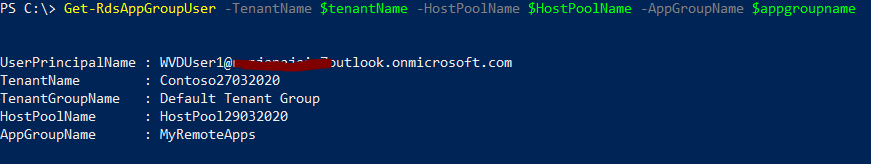 PS C:\> Get-RdsAppGroupUser -TenantName $tenantName -HostPoolName $HostPoolName -AppGroupName $appgroupname
UserPrincipalName : WVDUser1@outlook.onmicrosoft.com
TenantName : Contoso27032020
TenantGroupName : Default Tenant Group
HostPoolName : HostPool29032020
AppGroupName : MyRemoteApps